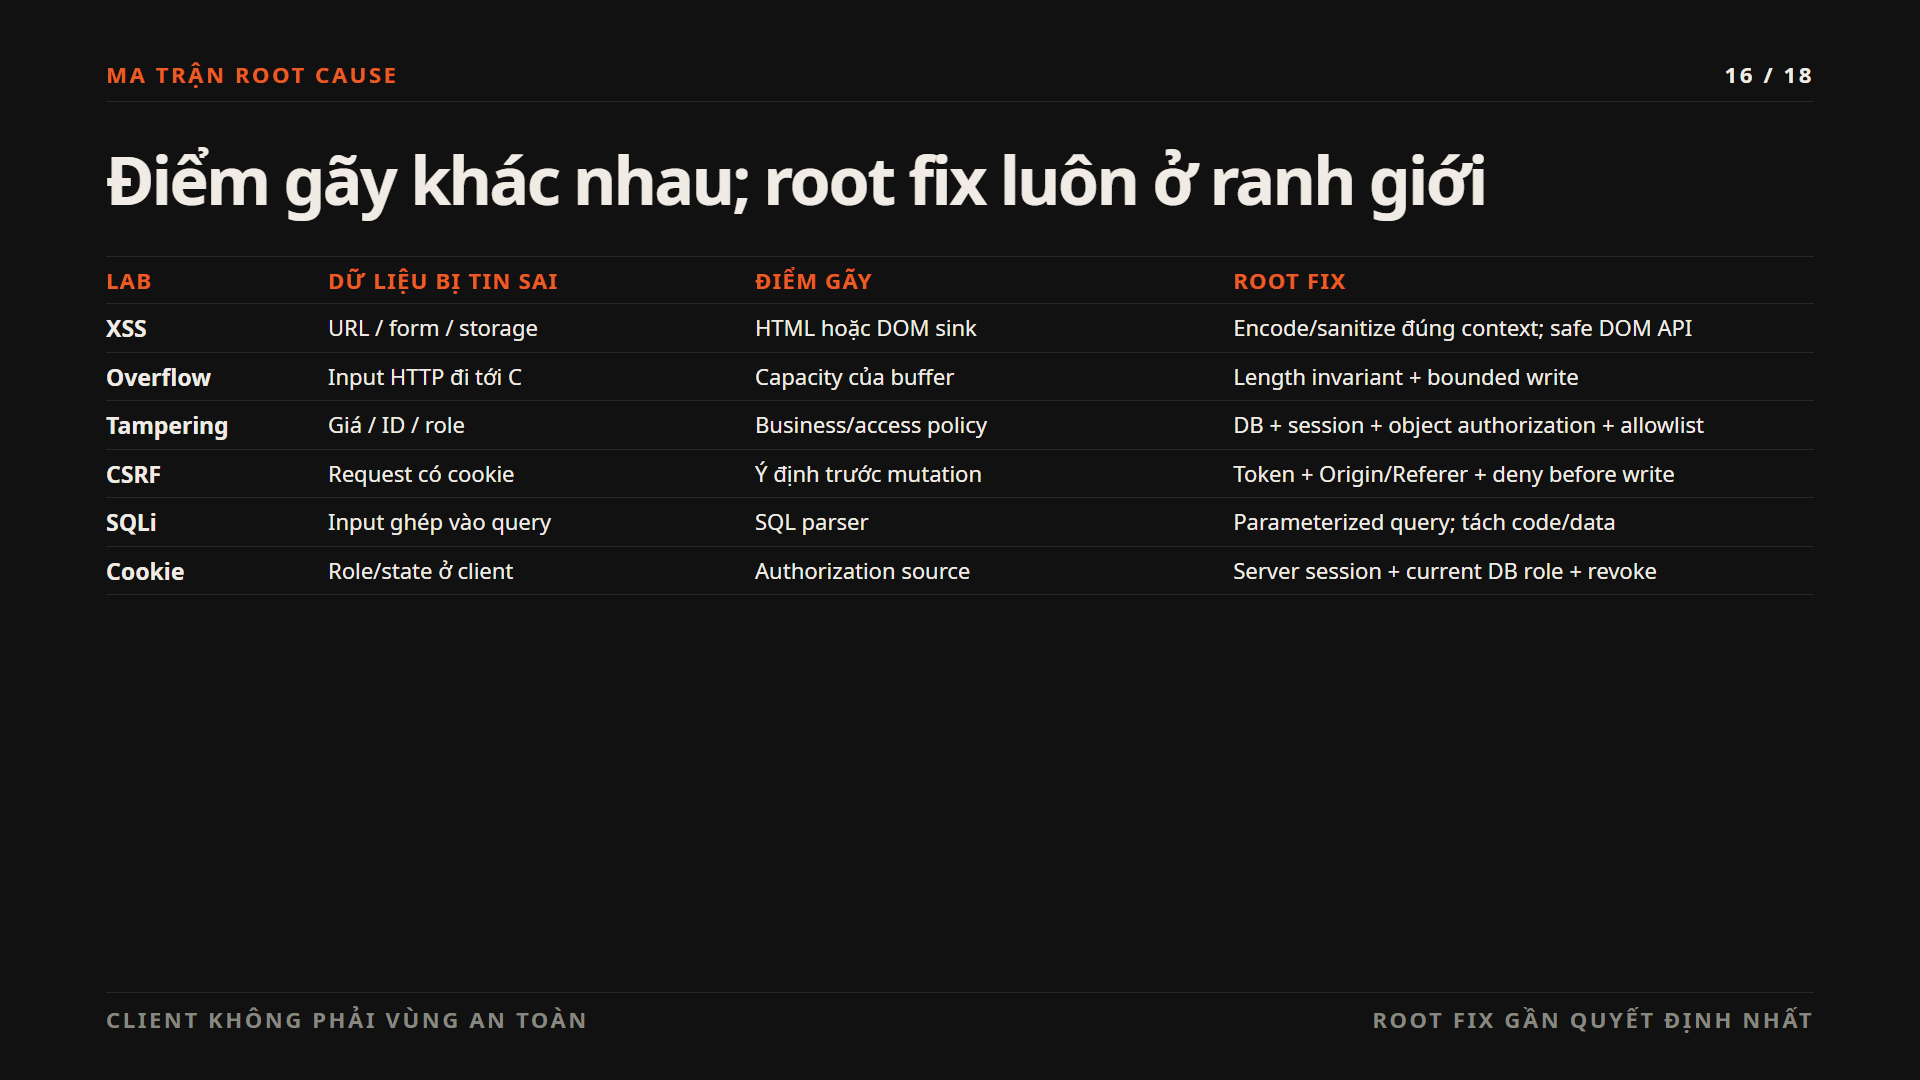 MA TRẬN ROOT CAUSE
16 / 18
Điểm gãy khác nhau; root fix luôn ở ranh giới
LAB DỮ LIỆU BỊ TIN SAI ĐIỂM GÃY ROOT FIX
XSS URL / form / storage HTML hoặc DOM sink Encode/sanitize đúng context; safe DOM API
Overflow Input HTTP đi tới C Capacity của buffer Length invariant + bounded write
Tampering Giá / ID / role Business/access policy DB + session + object authorization + allowlist
CSRF Request có cookie Ý định trước mutation Token + Origin/Referer + deny before write
SQLi Input ghép vào query SQL parser Parameterized query; tách code/data
Cookie Role/state ở client Authorization source Server session + current DB role + revoke
CLIENT KHÔNG PHẢI VÙNG AN TOÀN
ROOT FIX GẦN QUYẾT ĐỊNH NHẤT